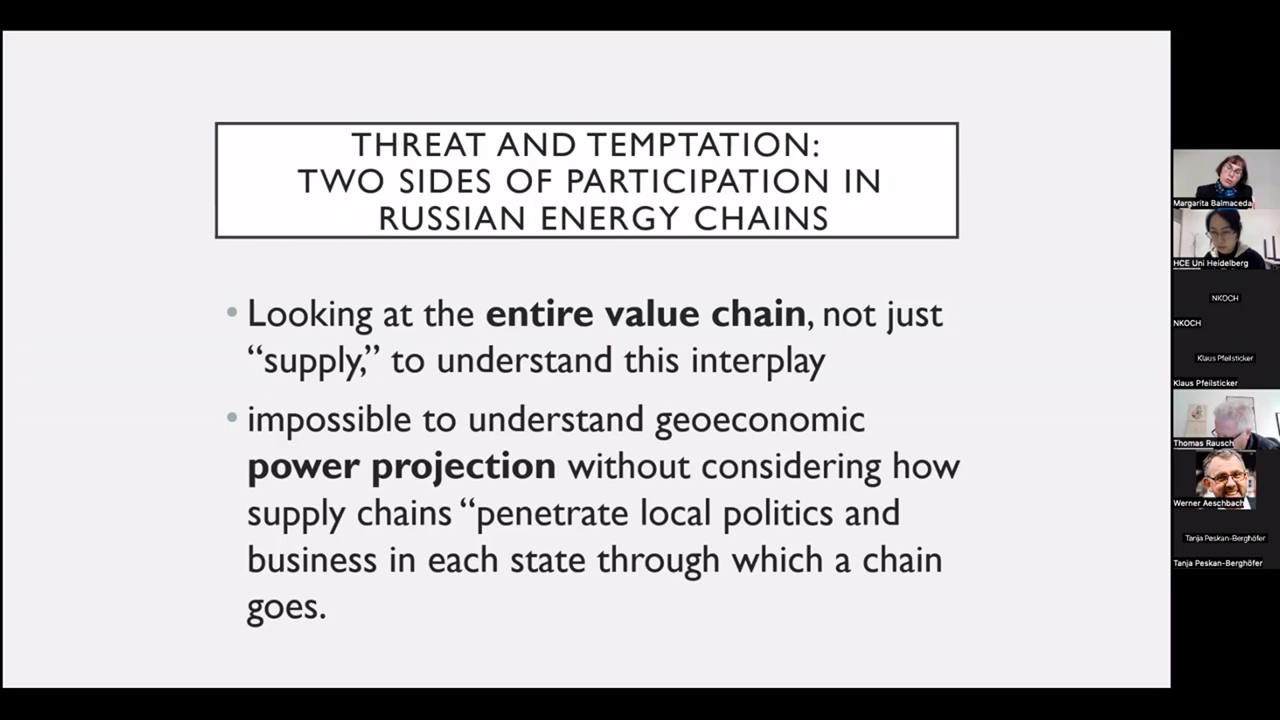 THREAT AND TEMPTATION:
TWO SIDES OF PARTICIPATION IN
RUSSIAN ENERGY CHAINS
• Looking at the entire value chain, not just
“supply,” to understand this interplay
• impossible to understand geoeconomic
power projection without considering how
supply chains “penetrate local politics and
business in each state through which a chain
goes.
Margarita Balmaceda
HCE Uni Heidelberg
NKOCH
NKOCH
Klaus Pfeilsticker
Klaus Pfeilsticker
Thomas Rausch
Werner Aeschbach
Tanja Peskan-Berghöfer
Tanja Peskan-Berghöfer